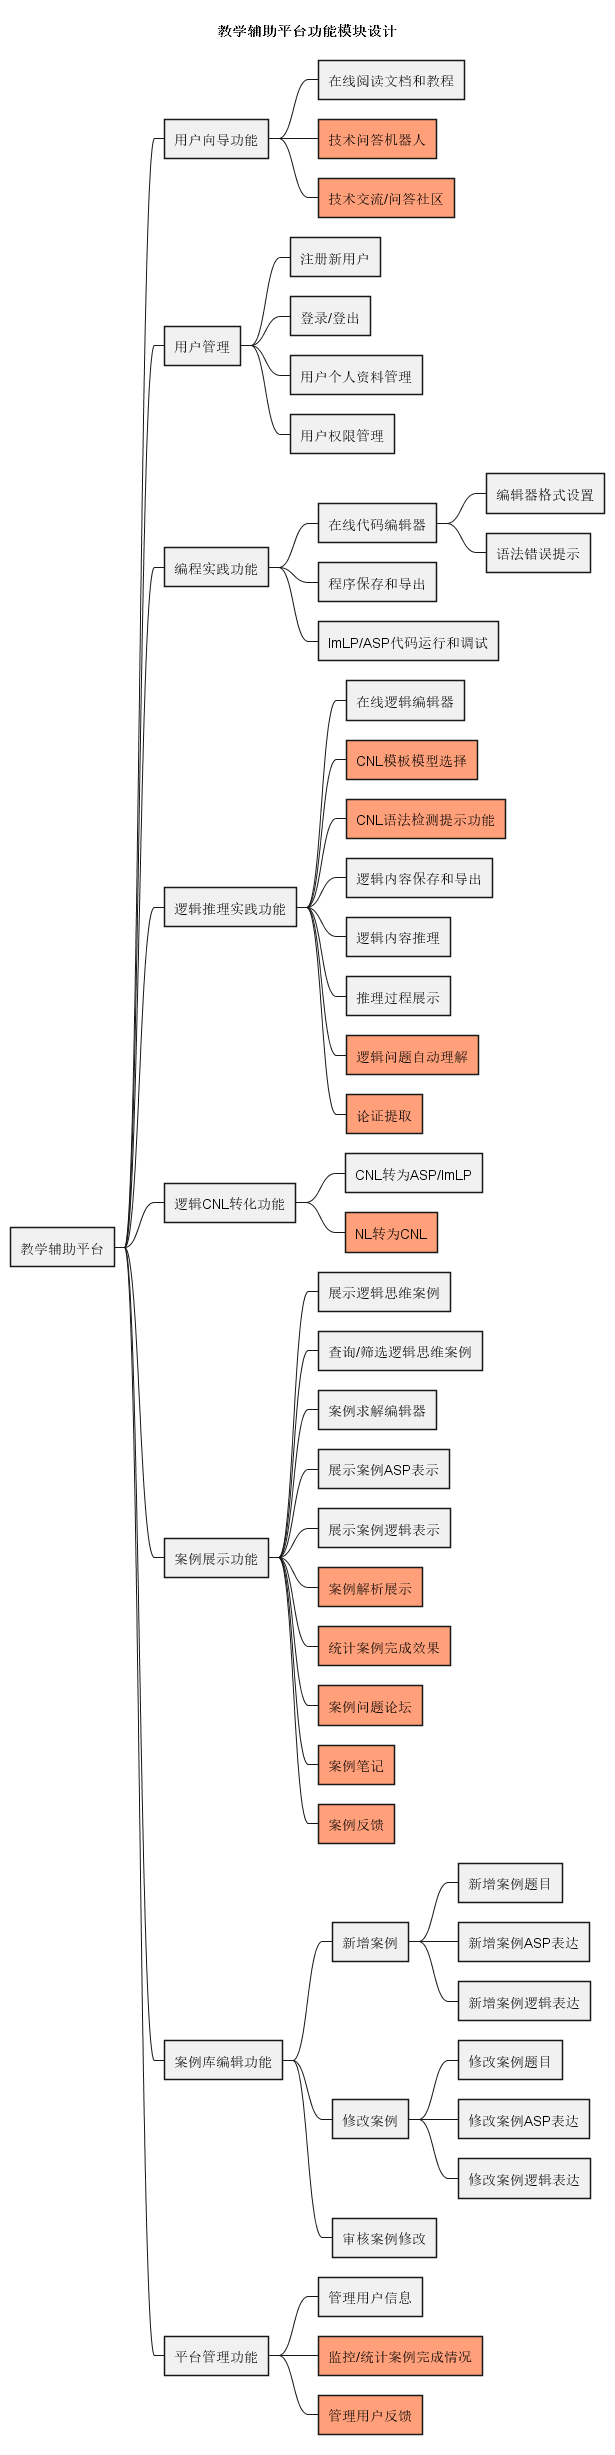 教学辅助平台功能模块设计
教学辅助平台
用户向导功能
在线阅读文档和教程
技术问答机器人
技术交流/问答社区
用户管理
注册新用户
登录/登出
用户个人资料管理
用户权限管理
编程实践功能
在线代码编辑器
编辑器格式设置
语法错误提示
程序保存和导出
ImLP/ASP代码运行和调试
逻辑推理实践功能
在线逻辑编辑器
CNL模板模型选择
CNL语法检测提示功能
逻辑内容保存和导出
逻辑内容推理
推理过程展示
逻辑问题自动理解
论证提取
逻辑CNL转化功能
CNL转为ASP/ImLP
NL转为CNL
案例展示功能
展示逻辑思维案例
查询/筛选逻辑思维案例
案例求解编辑器
展示案例ASP表示
展示案例逻辑表示
案例解析展示
统计案例完成效果
案例问题论坛
案例笔记
案例反馈
案例库编辑功能
新增案例
新增案例题目
新增案例ASP表达
新增案例逻辑表达
修改案例
修改案例题目
修改案例ASP表达
修改案例逻辑表达
审核案例修改
平台管理功能
管理用户信息
监控/统计案例完成情况
管理用户反馈